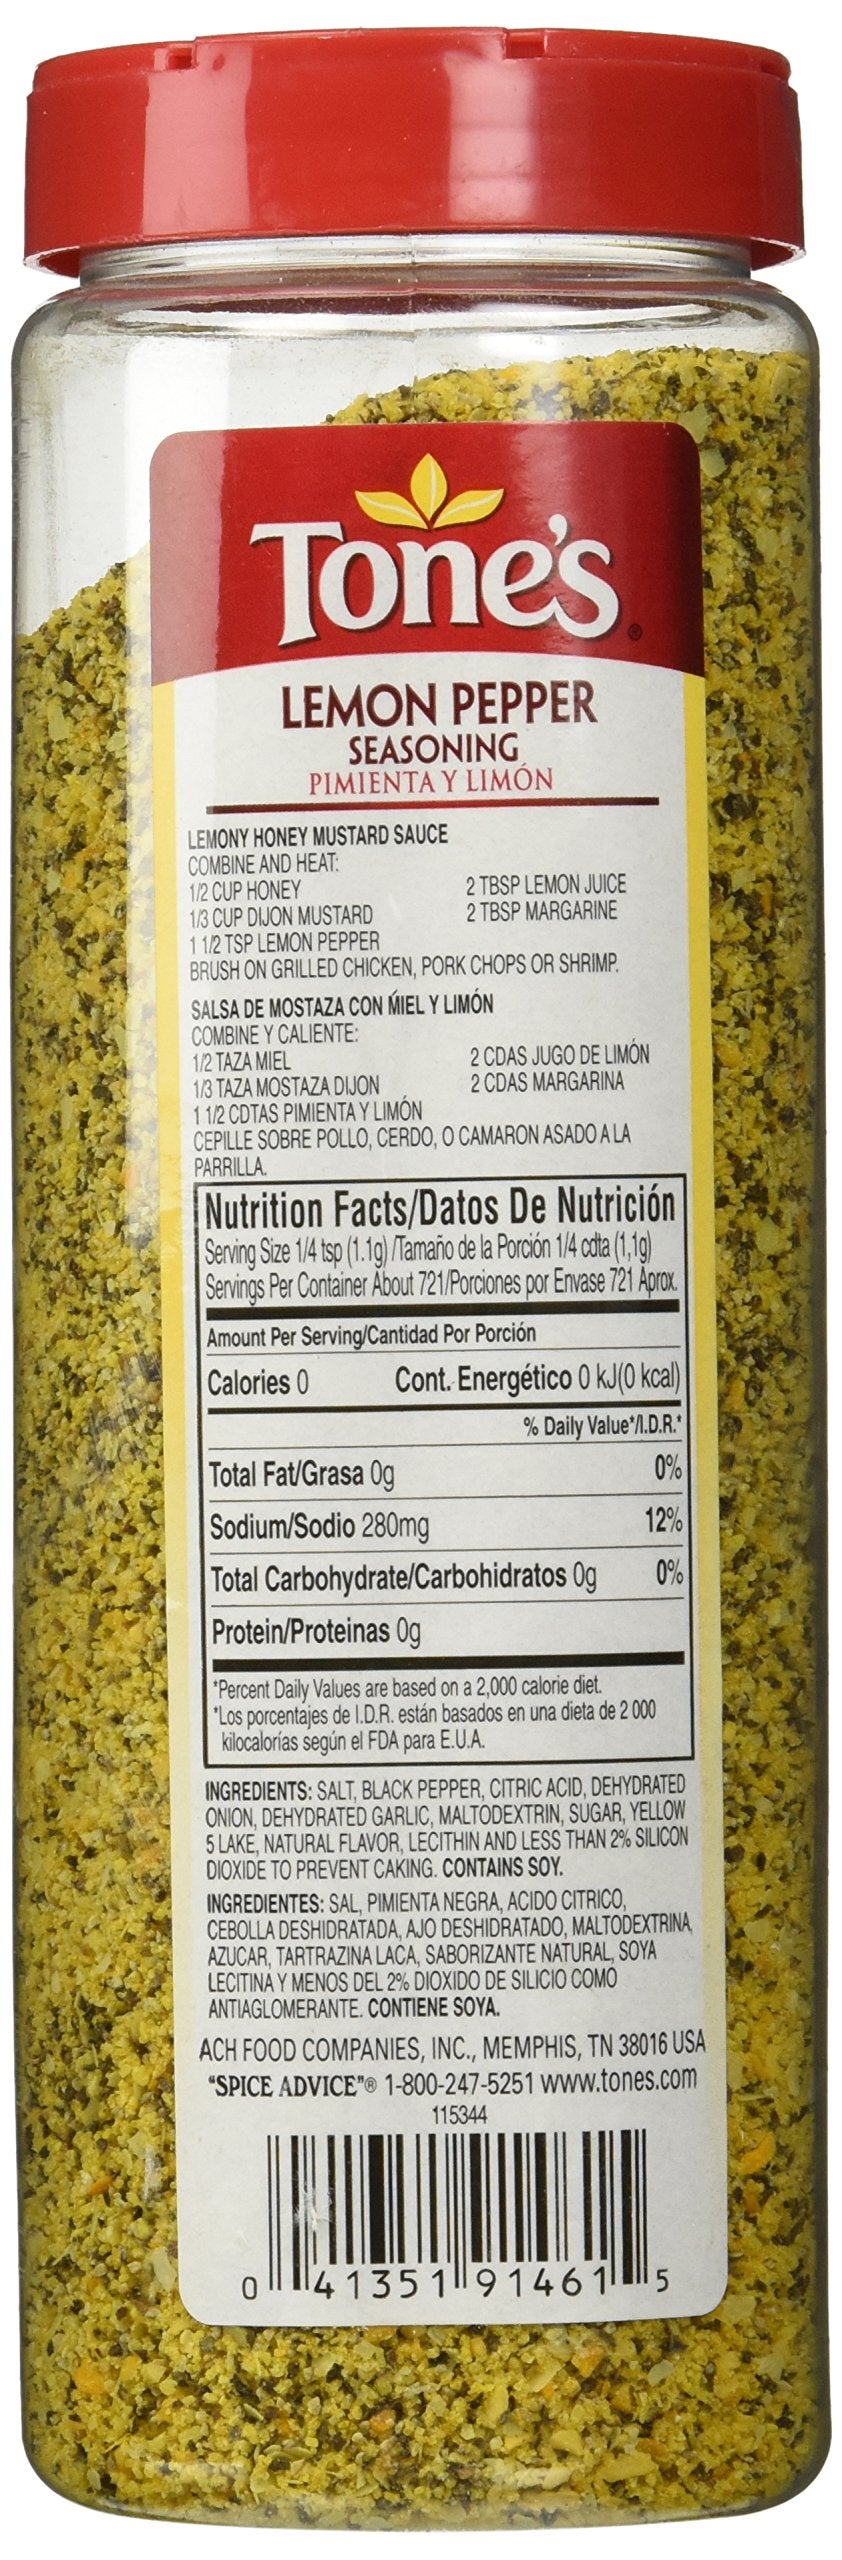 Tone's®
LEMON PEPPER
SEASONING
PIMIENTA Y LIMÓN
LEMONY HONEY MUSTARD SAUCE
COMBINE AND HEAT:
1/2 CUP HONEY 2 TBSP LEMON JUICE
1/3 CUP DIJON MUSTARD 2 TBSP MARGARINE
1 1/2 TSP LEMON PEPPER
BRUSH ON GRILLED CHICKEN, PORK CHOPS OR SHRIMP.
SALSA DE MOSTAZA CON MIEL Y LIMÓN
COMBINE Y CALIENTE:
1/2 TAZA MIEL 2 CDAS JUGO DE LIMÓN
1/3 TAZA MOSTAZA DIJON 2 CDAS MARGARINA
1 1/2 CDTAS PIMIENTA Y LIMÓN
CEPILLE SOBRE POLLO, CERDO, O CAMARON ASADO A LA
PARRILLA.
Nutrition Facts/Datos De Nutrición
Serving Size 1/4 tsp (1.1g) /Tamaño de la Porción 1/4 cdta (1,1g)
Servings Per Container About 721/Porciones por Envase 721 Aprox.
Amount Per Serving/Cantidad Por Porción
Calories 0 Cont. Energético 0 kJ(0 kcal)
% Daily Value*/I.D.R.*
Total Fat/Grasa 0g 0%
Sodium/Sodio 280mg 12%
Total Carbohydrate/Carbohidratos 0g 0%
Protein/Proteinas 0g
*Percent Daily Values are based on a 2,000 calorie diet.
*Los porcentajes de I.D.R. están basados en una dieta de 2 000
kilocalorías según el FDA para E.U.A.
INGREDIENTS: SALT, BLACK PEPPER, CITRIC ACID, DEHYDRATED
ONION, DEHYDRATED GARLIC, MALTODEXTRIN, SUGAR, YELLOW
5 LAKE, NATURAL FLAVOR, LECITHIN AND LESS THAN 2% SILICON
DIOXIDE TO PREVENT CAKING. CONTAINS SOY.
INGREDIENTES: SAL, PIMIENTA NEGRA, ACIDO CITRICO,
CEBOLLA DESHIDRATADA, AJO DESHIDRATADO, MALTODEXTRINA,
AZUCAR, TARTRAZINA LACA, SABORIZANTE NATURAL, SOYA
LECITINA Y MENOS DEL 2% DIOXIDO DE SILICIO COMO
ANTIAGLOMERANTE. CONTIENE SOYA.
ACH FOOD COMPANIES, INC., MEMPHIS, TN 38016 USA
"SPICE ADVICE"® 1-800-247-5251 www.tones.com
115344
0 41351 91461 5